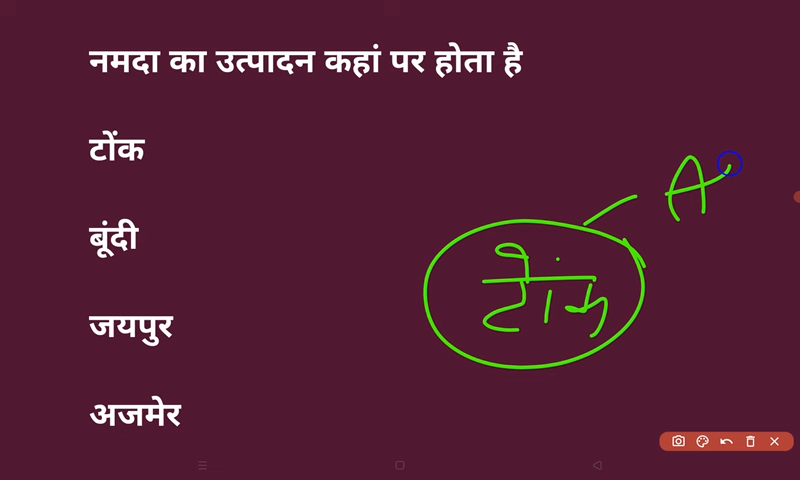 नमदा का उत्पादन कहां पर होता है
टोंक
बूंदी
जयपुर
अजमेर
टोंक
A